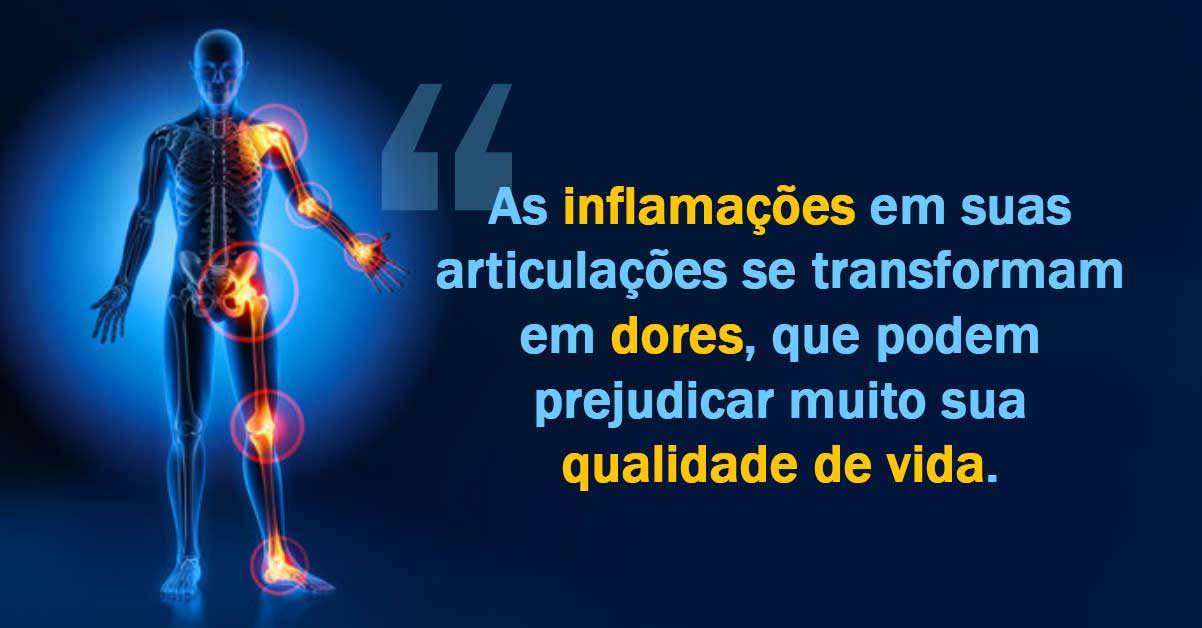 “
As inflamações em suas
articulações se transformam
em dores, que podem
prejudicar muito sua
qualidade de vida.